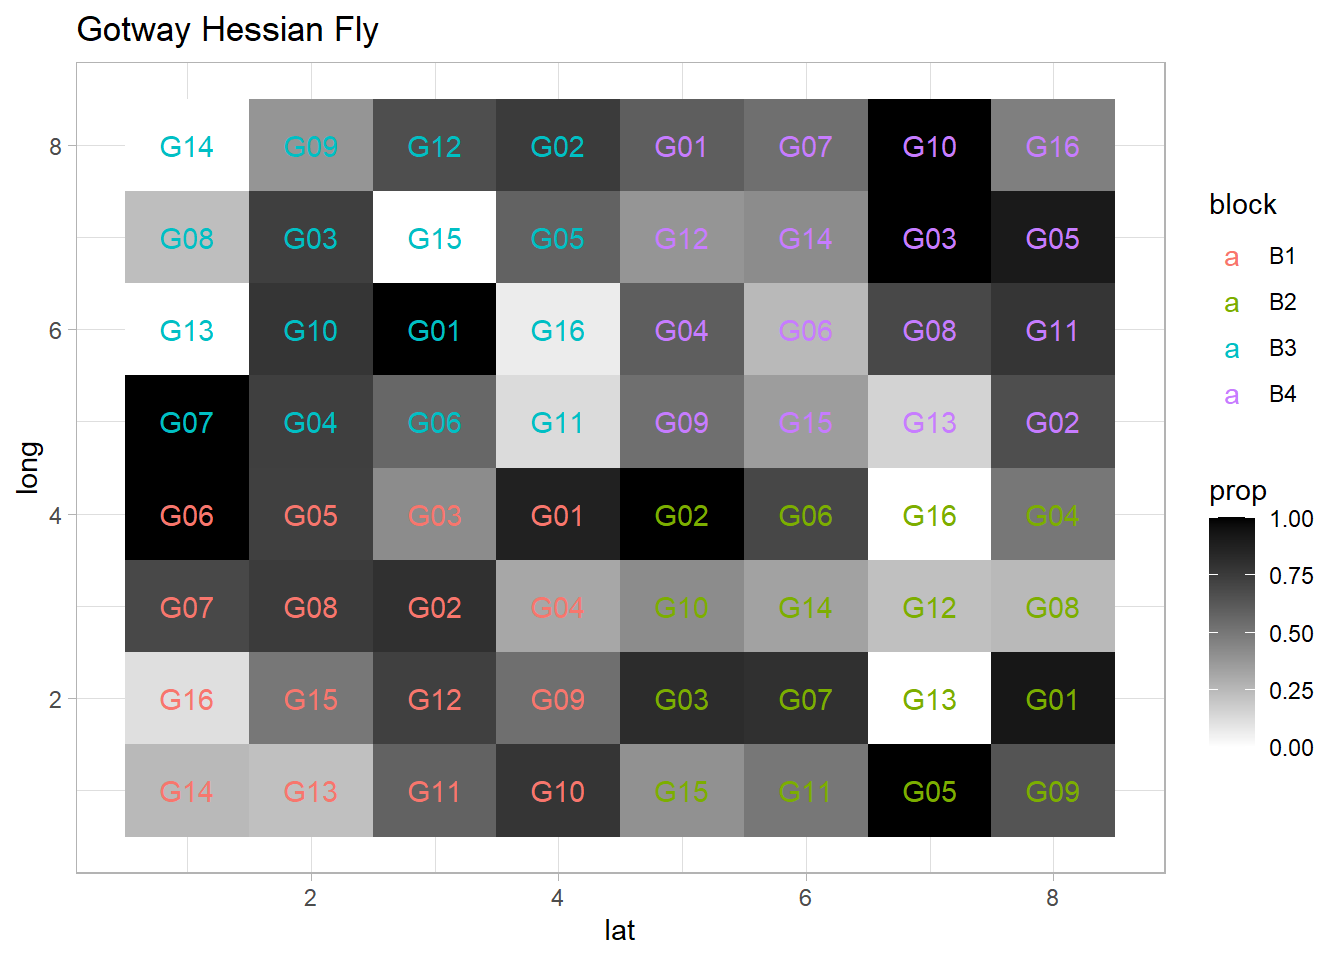 Gotway Hessian Fly
8 G14 G09 G12 G02 G01 G07 G10 G16
G08 G03 G15 G05 G12 G14 G03 G05
6 G13 G10 G01 G16 G04 G06 G08 G11
G07 G04 G06 G11 G09 G15 G13 G02
4 G06 G05 G03 G01 G02 G06 G16 G04
G07 G08 G02 G04 G10 G14 G12 G08
2 G16 G15 G12 G09 G03 G07 G13 G01
G14 G13 G11 G10 G15 G11 G05 G09
2 4 6 8
lat
long
block
a B1
a B2
a B3
a B4
prop
1.00
0.75
0.50
0.25
0.00